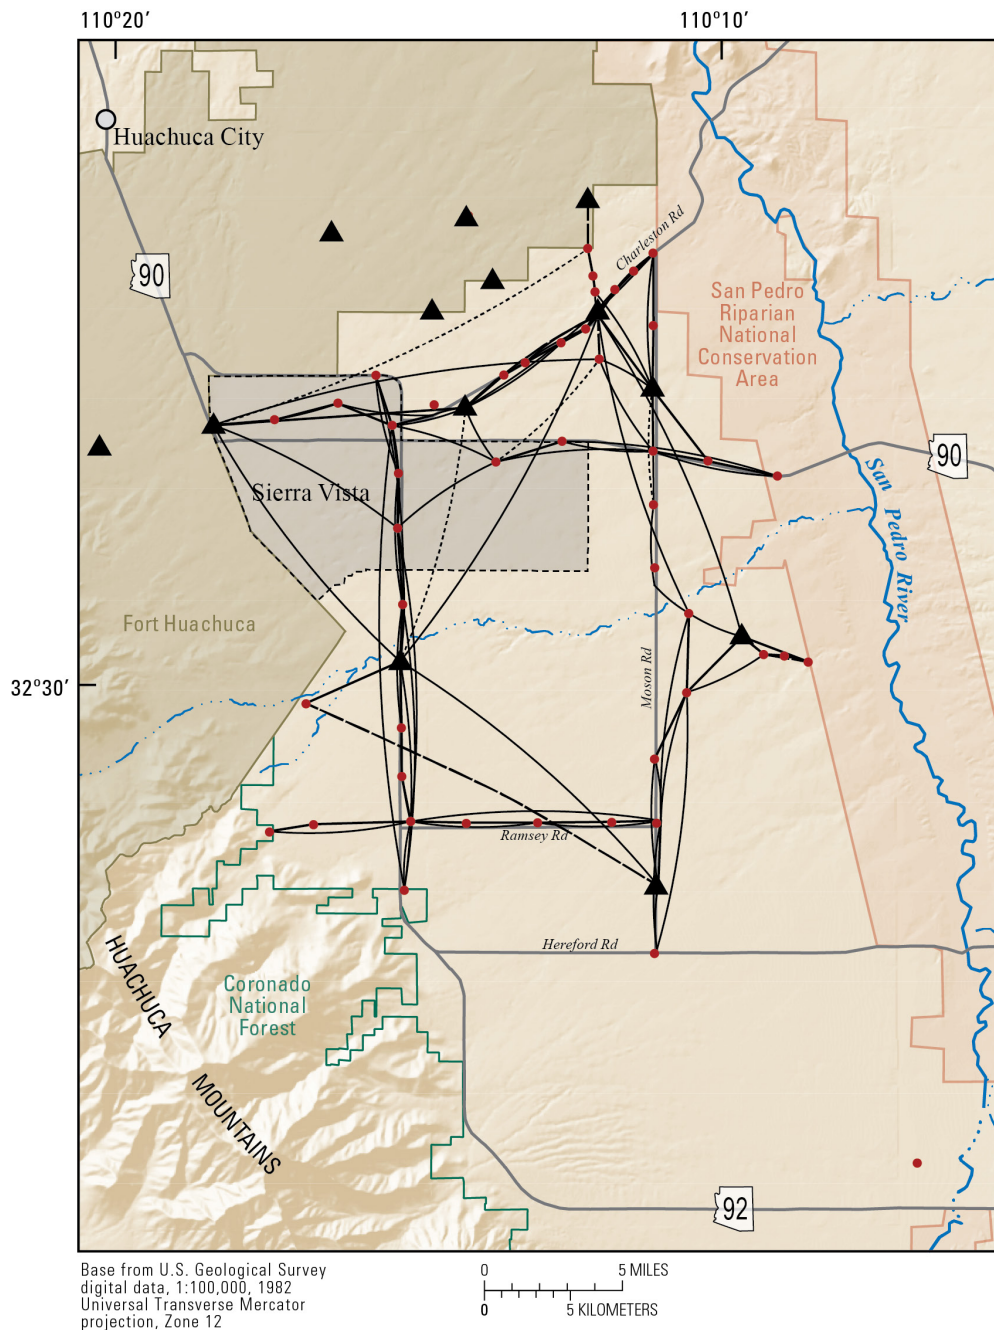 110°20’
110°10’
Huachuca City
Charleston Rd
90
San Pedro
Riparian
National
Conservation
Area
90
San Pedro River
Sierra Vista
Fort Huachuca
Moson Rd
32°30’
Ramsey Rd
Hereford Rd
HUACHUCA
MOUNTAINS
Coronado
National
Forest
92
Base from U.S. Geological Survey
digital data, 1:100,000, 1982
Universal Transverse Mercator
projection, Zone 12
0 5 MILES
0 5 KILOMETERS